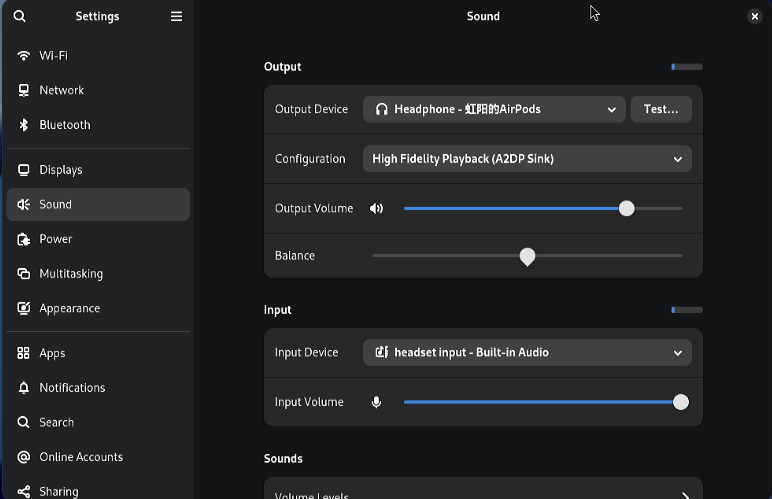 Settings
Sound
Wi-Fi
Network
Bluetooth
Displays
Sound
Power
Multitasking
Appearance
Apps
Notifications
Search
Online Accounts
Sharing
Output
Output Device
Headphone - 虹阳的AirPods
Test...
Configuration
High Fidelity Playback (A2DP Sink)
Output Volume
Balance
Input
Input Device
headset input - Built-in Audio
Input Volume
Sounds
Volume Levels